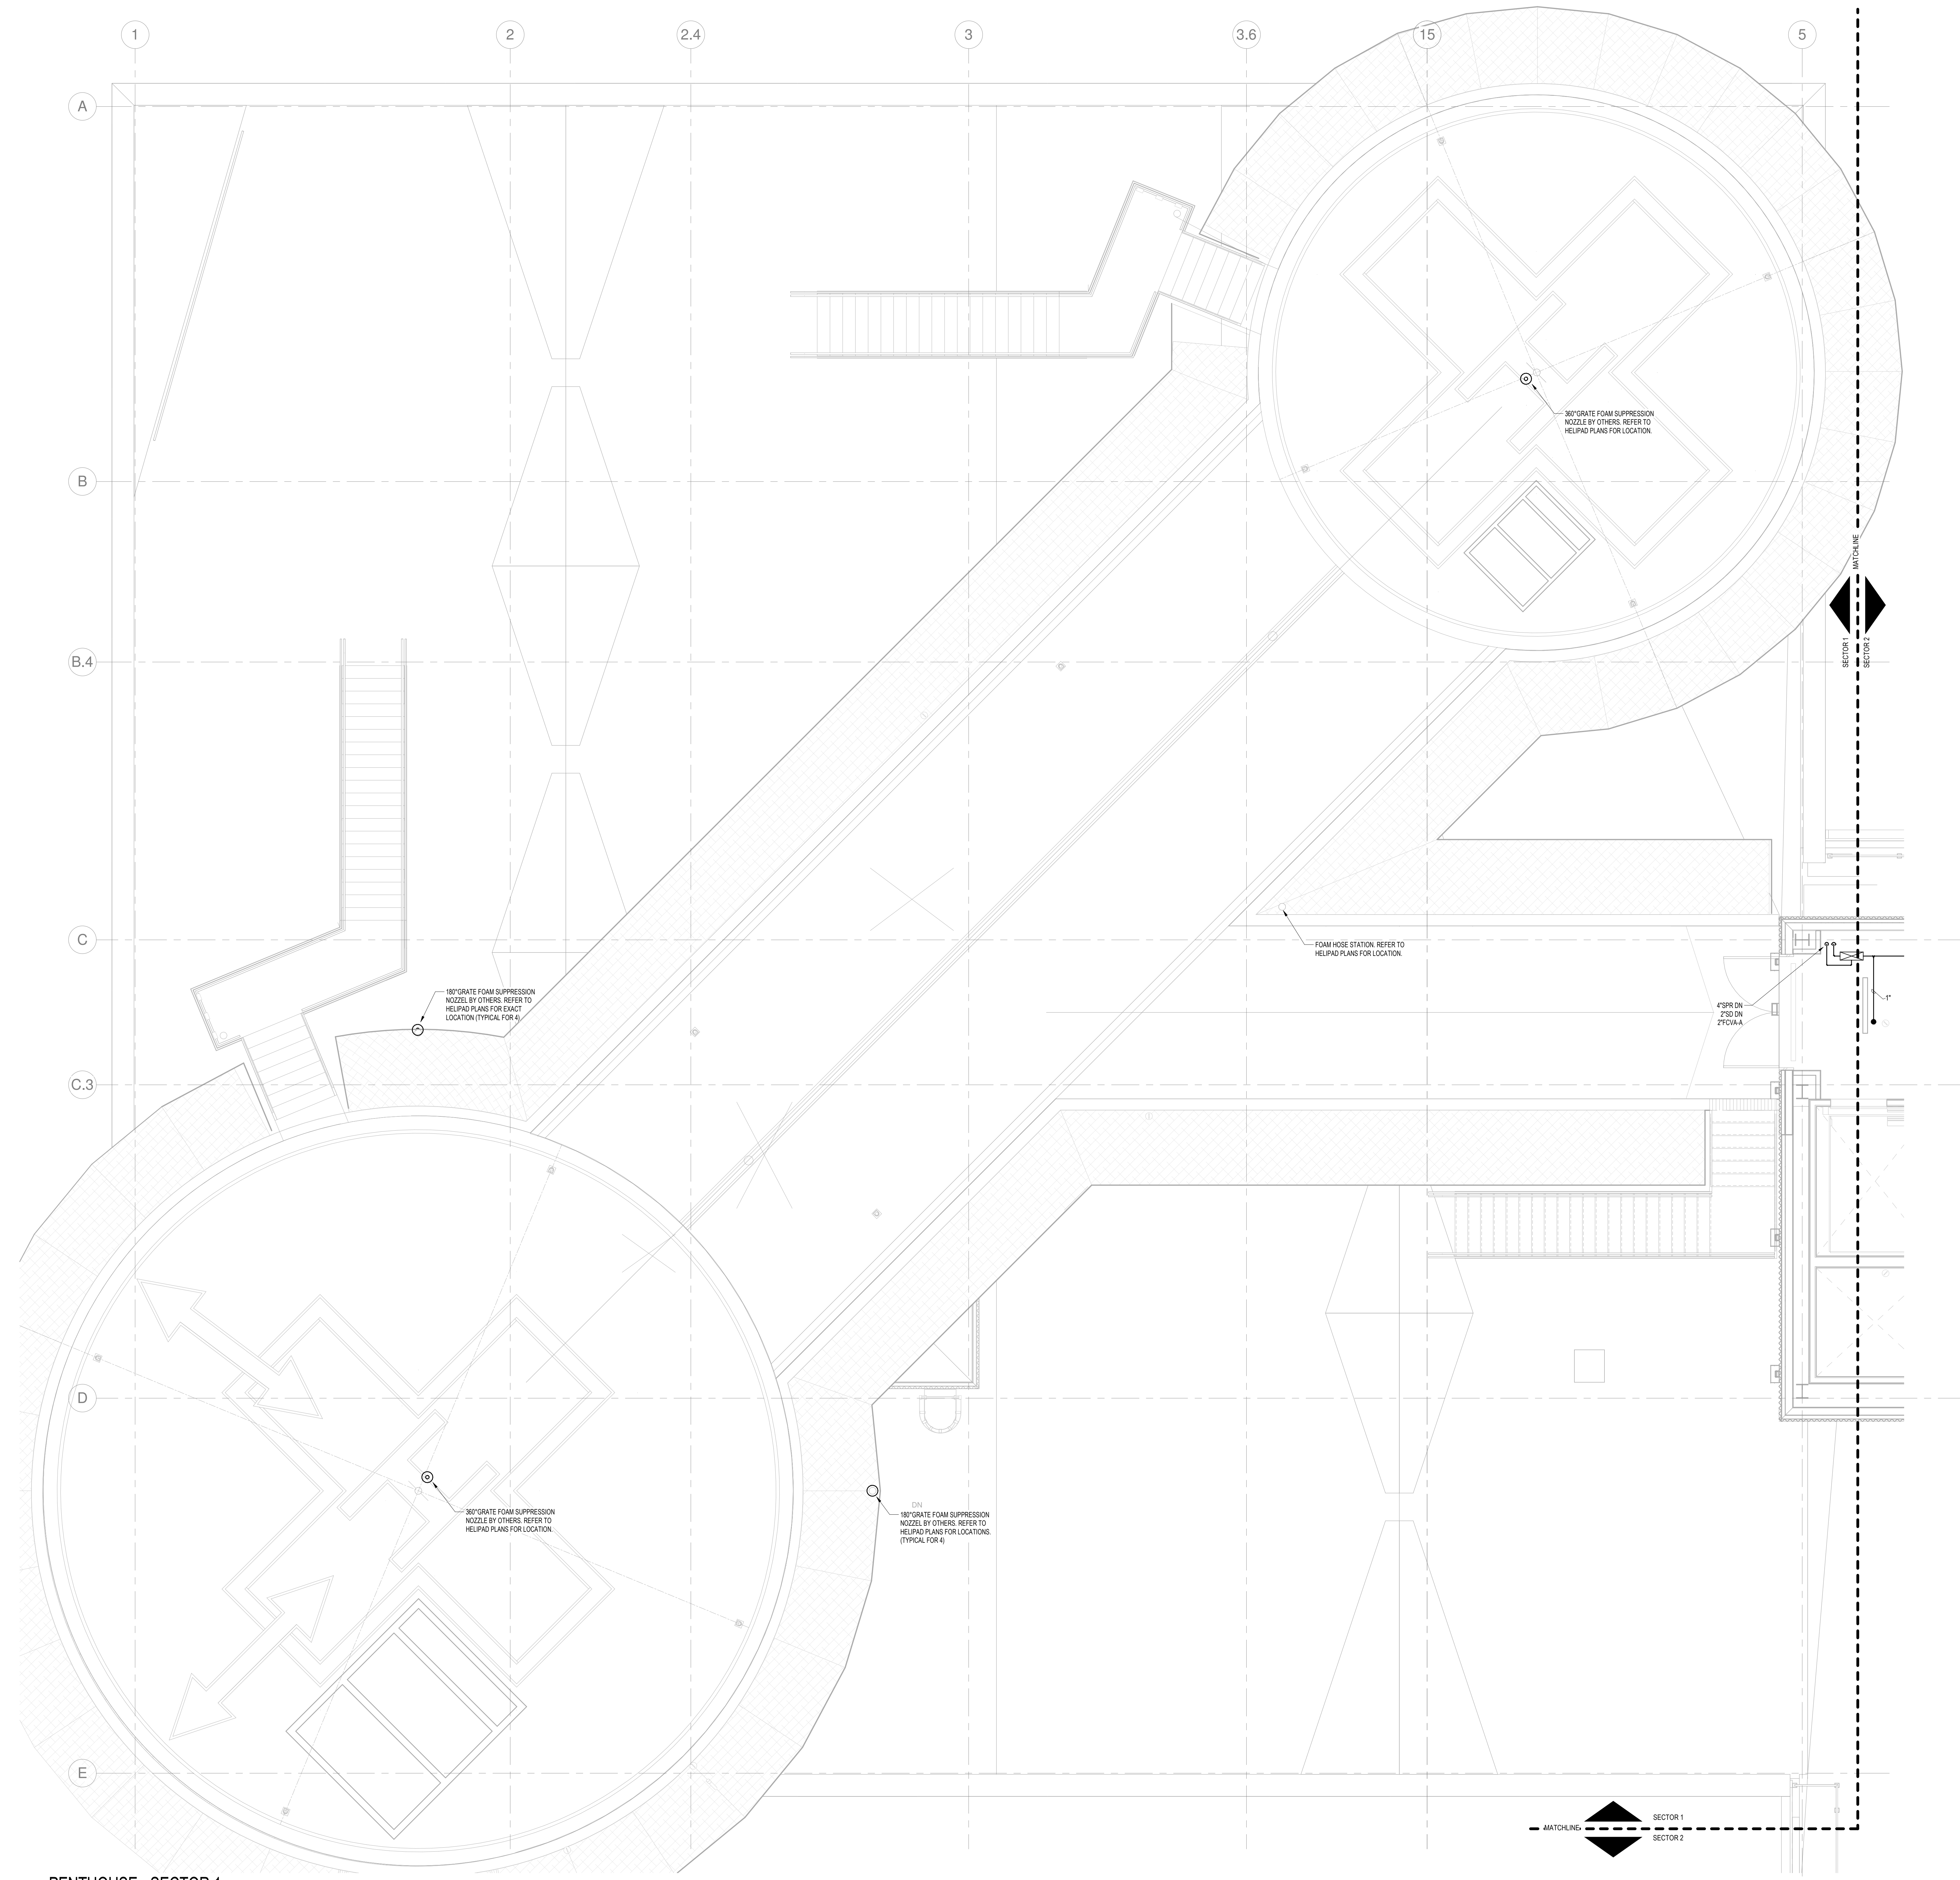 1
2
2.4
3
3.6
15
5
A
B
B.4
C
C.3
D
E
360°GRATE FOAM SUPPRESSION
NOZZLE BY OTHERS. REFER TO
HELIPAD PLANS FOR LOCATION.
MATCHLINE
SECTOR 1
SECTOR 2
FOAM HOSE STATION. REFER TO
HELIPAD PLANS FOR LOCATION.
180°GRATE FOAM SUPPRESSION
NOZZEL BY OTHERS. REFER TO
HELIPAD PLANS FOR EXACT
LOCATION (TYPICAL FOR 4)
4"SPR DN
2"SD DN
2"FCVA-A
1"
360°GRATE FOAM SUPPRESSION
NOZZLE BY OTHERS. REFER TO
HELIPAD PLANS FOR LOCATION.
DN
180°GRATE FOAM SUPPRESSION
NOZZEL BY OTHERS. REFER TO
HELIPAD PLANS FOR LOCATIONS.
(TYPICAL FOR 4)
SECTOR 1
MATCHLINE
SECTOR 2
PENTHOUSE - SECTOR 1